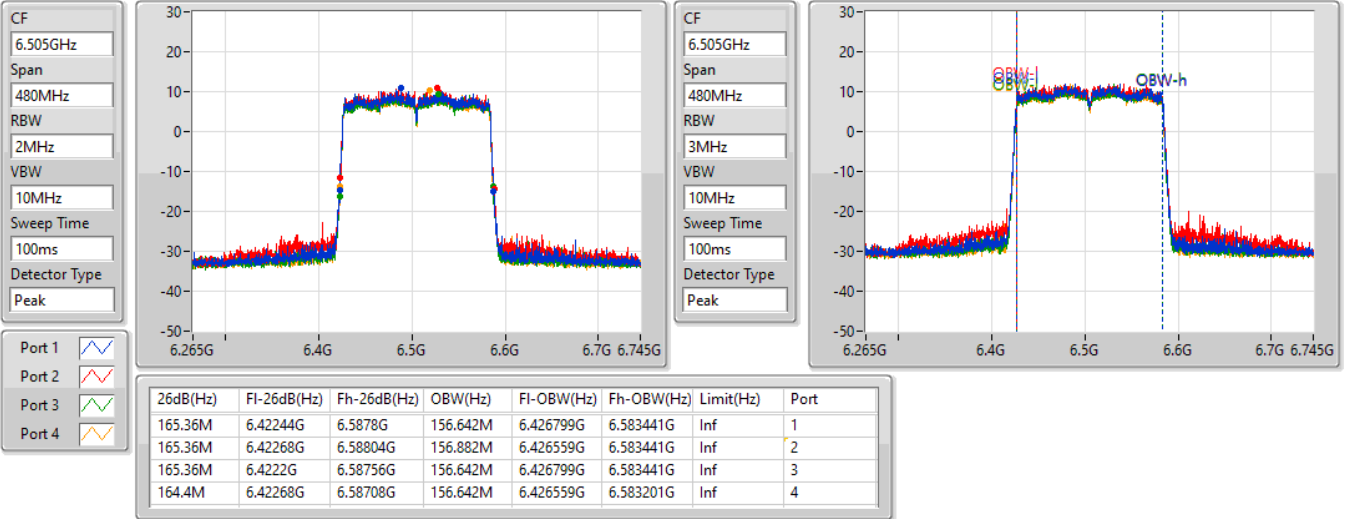 CF
6.505GHz
Span
480MHz
RBW
2MHz
VBW
10MHz
Sweep Time
100ms
Detector Type
Peak
30
20
10
0
-10
-20
-30
-40
-50
6.265G 6.4G 6.5G 6.6G 6.7G 6.745G
CF
6.505GHz
Span
480MHz
RBW
3MHz
VBW
10MHz
Sweep Time
100ms
Detector Type
Peak
30
20
10
0
-10
-20
-30
-40
-50
OBW-l
OBW-h
6.265G 6.4G 6.5G 6.6G 6.7G 6.745G
Port 1
Port 2
Port 3
Port 4
26dB(Hz) Fl-26dB(Hz) Fh-26dB(Hz) OBW(Hz) Fl-OBW(Hz) Fh-OBW(Hz) Limit(Hz) Port
165.36M 6.42244G 6.5878G 156.642M 6.426799G 6.583441G Inf 1
165.36M 6.42268G 6.58804G 156.882M 6.426559G 6.583441G Inf 2
165.36M 6.4222G 6.58756G 156.642M 6.426799G 6.583441G Inf 3
164.4M 6.42268G 6.58708G 156.642M 6.426559G 6.583201G Inf 4